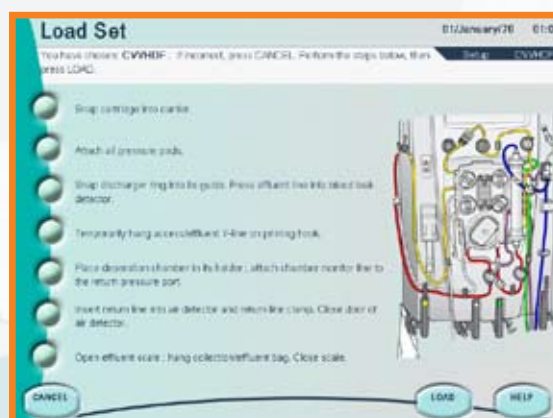 Load Set
01/January/70 01:0
You have chosen: CVVHDF ; if incorrect, press CANCEL. Perform the steps below, then
press LOAD.
Setup CVVHDF
Snap cartridge into carrier.
Attach all pressure pods.
Snap discharger ring into its guide. Press effluent line into blood leak
detector.
Temporarily hang access/effluent Y-line on priming hook.
Place deaeration chamber in its holder ; attach chamber monitor line to
the return pressure port.
Insert return line into air detector and return-line clamp. Close door of
air detector.
Open effluent scale ; hang collection/effluent bag. Close scale.
CANCEL
LOAD
HELP